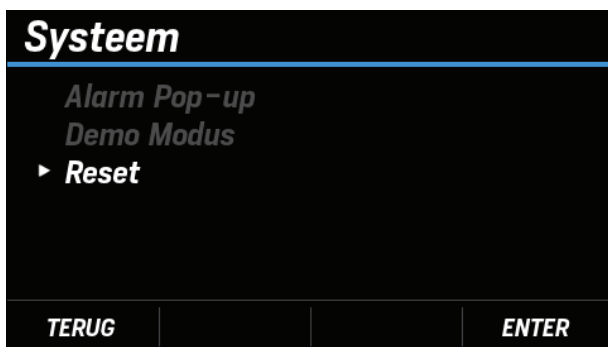 Systeem
Alarm Pop-up
Demo Modus
Reset
TERUG ENTER